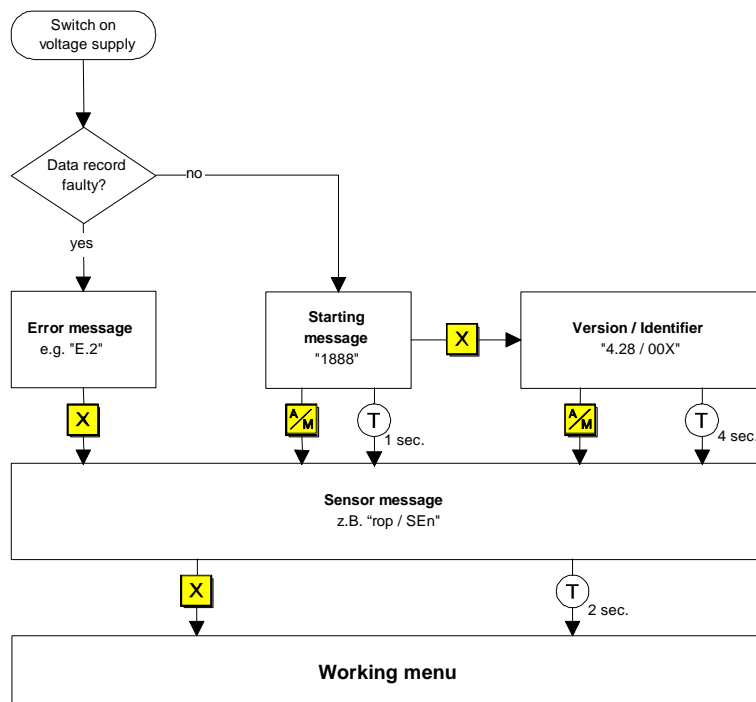 Switch on
voltage supply
Data record
faulty?
no
yes
Error message
e.g. "E.2"
Starting
message
"1888"
X
Version / Identifier
"4.28 / 00X"
X
A/M
T
1 sec.
A/M
T
4 sec.
Sensor message
z.B. “rop / SEn"
X
T
2 sec.
Working menu